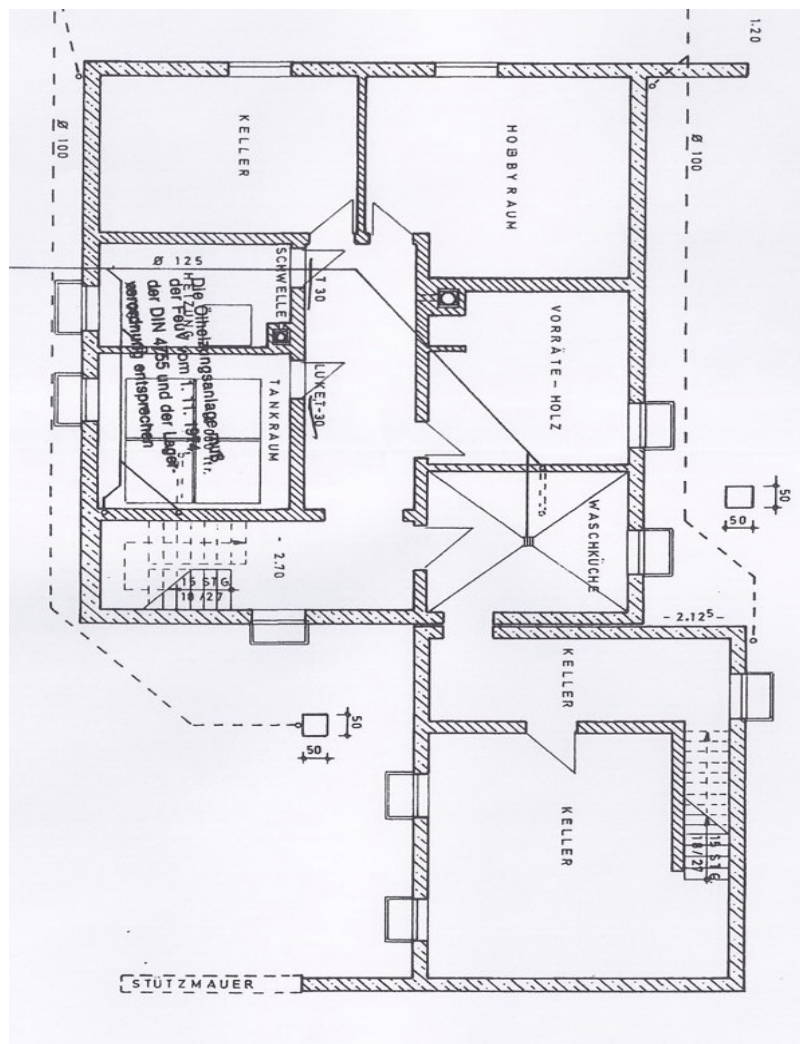 1.20
Ø 100
Ø 100
KELLER
HOBBYRAUM
Ø 125
SCHWELLE
T 30
HEIZUNG
Die Ölheizungsanlage muß
der FeuV vom 1. 11. 1974,
der DIN 4755 und der Lager-
verordnung entsprechen
LUKE T-30
TANKRAUM
VORRÄTE - HOLZ
WASCHKÜCHE
50
50
- 2.70
15 STG
18/27
- 2.12⁵ -
KELLER
50
50
KELLER
15 STG
18/27
STÜTZMAUER